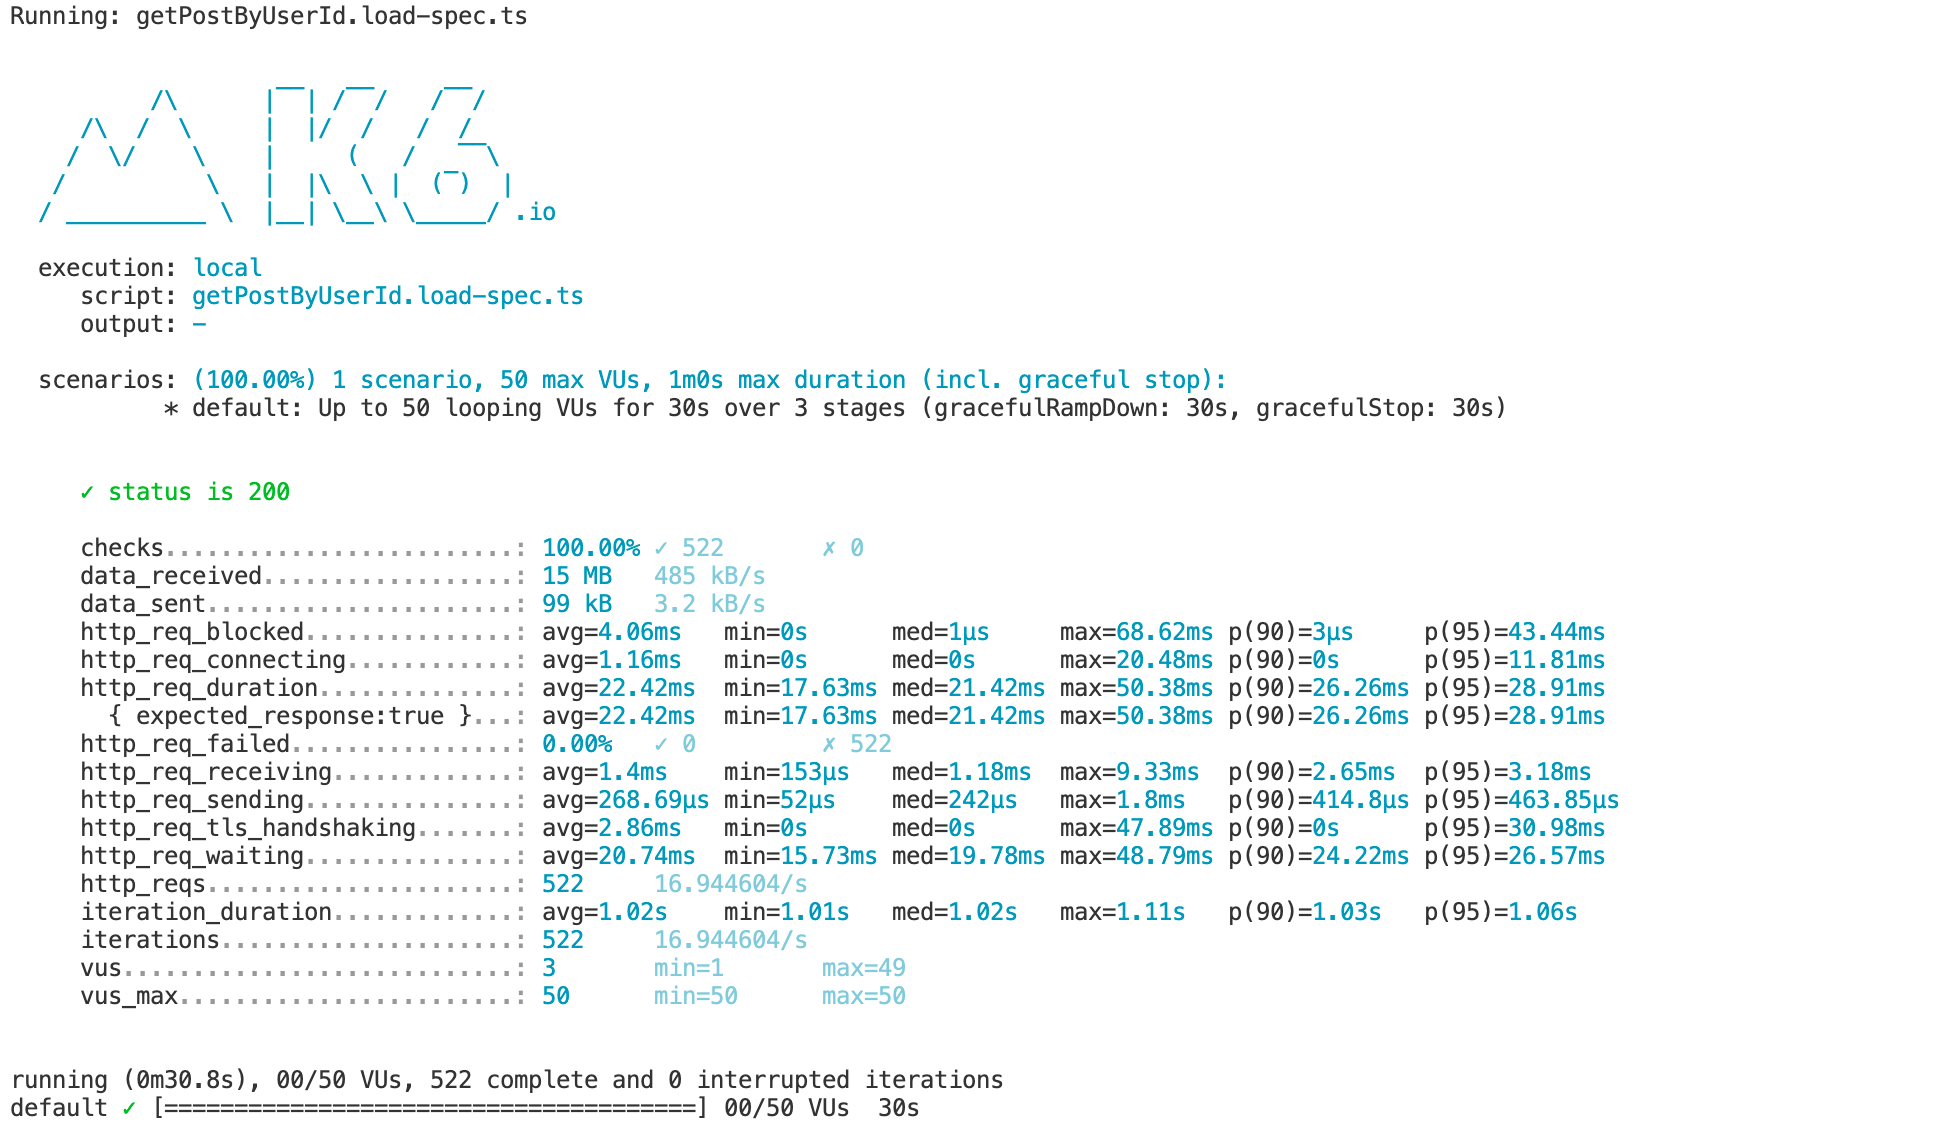 Running: getPostByUserId.load-spec.ts
          /\      |‾‾| /‾‾/   /‾‾/
     /\  /  \     |  |/  /   /  /
    /  \/    \    |     (   /   ‾‾\
   /          \   |  |\  \ |  (‾)  |
  / __________ \  |__| \__\ \_____/ .io
  execution: local
     script: getPostByUserId.load-spec.ts
     output: -
  scenarios: (100.00%) 1 scenario, 50 max VUs, 1m0s max duration (incl. graceful stop):
           * default: Up to 50 looping VUs for 30s over 3 stages (gracefulRampDown: 30s, gracefulStop: 30s)
     ✓ status is 200
     checks.........................: 100.00% ✓ 522       ✗ 0
     data_received..................: 15 MB   485 kB/s
     data_sent......................: 99 kB   3.2 kB/s
     http_req_blocked...............: avg=4.06ms   min=0s      med=1µs     max=68.62ms p(90)=3µs     p(95)=43.44ms
     http_req_connecting............: avg=1.16ms   min=0s      med=0s      max=20.48ms p(90)=0s      p(95)=11.81ms
     http_req_duration..............: avg=22.42ms  min=17.63ms med=21.42ms max=50.38ms p(90)=26.26ms p(95)=28.91ms
       { expected_response:true }...: avg=22.42ms  min=17.63ms med=21.42ms max=50.38ms p(90)=26.26ms p(95)=28.91ms
     http_req_failed................: 0.00%   ✓ 0         ✗ 522
     http_req_receiving.............: avg=1.4ms    min=153µs   med=1.18ms  max=9.33ms  p(90)=2.65ms  p(95)=3.18ms
     http_req_sending...............: avg=268.69µs min=52µs    med=242µs   max=1.8ms   p(90)=414.8µs p(95)=463.85µs
     http_req_tls_handshaking.......: avg=2.86ms   min=0s      med=0s      max=47.89ms p(90)=0s      p(95)=30.98ms
     http_req_waiting...............: avg=20.74ms  min=15.73ms med=19.78ms max=48.79ms p(90)=24.22ms p(95)=26.57ms
     http_reqs......................: 522     16.944604/s
     iteration_duration.............: avg=1.02s    min=1.01s   med=1.02s   max=1.11s   p(90)=1.03s   p(95)=1.06s
     iterations.....................: 522     16.944604/s
     vus............................: 3       min=1       max=49
     vus_max........................: 50      min=50      max=50
running (0m30.8s), 00/50 VUs, 522 complete and 0 interrupted iterations
default ✓ [======================================] 00/50 VUs  30s